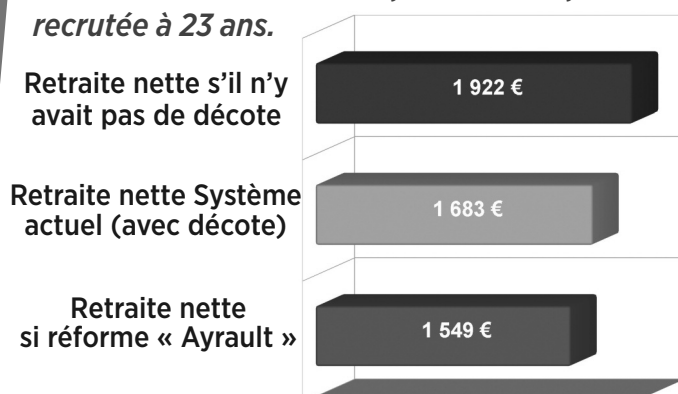 recrutée à 23 ans.
Retraite nette s’il n’y
avait pas de décote
1 922 €
Retraite nette Système
actuel (avec décote)
1 683 €
Retraite nette
si réforme « Ayrault »
1 549 €